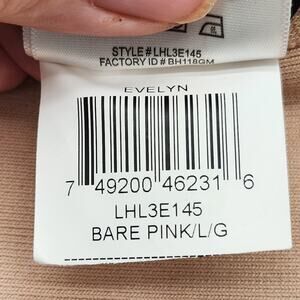 STYLE# LHL3E145
FACTORY ID# BH118GM
EVELYN
7 49200 46231 6
LHL3E145
BARE PINK/L/G